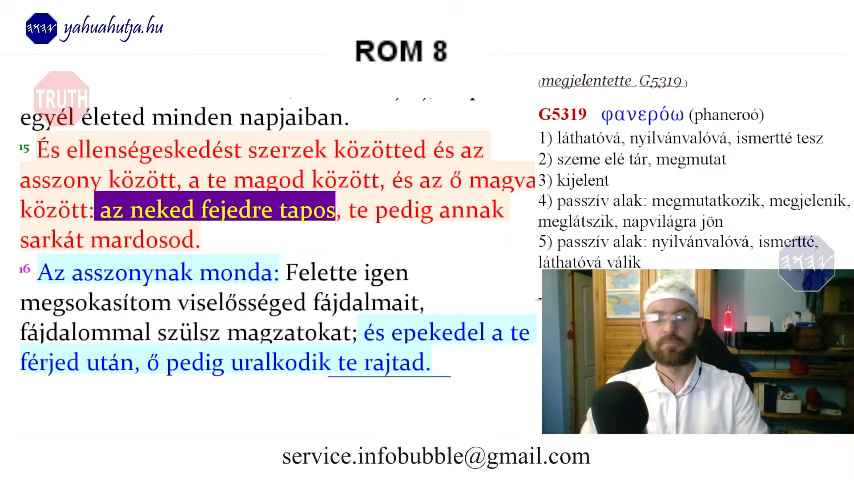 yahuahutja.hu
ROM 8
TRUTH
egyél életed minden napjaiban.
15 És ellenségeskedést szerzek közötted és az
asszony között, a te magod között, és az ő magva
között: az neked fejedre tapos, te pedig annak
sarkát mardosod.
16 Az asszonynak monda: Felette igen
megsokasítom viselősséged fájdalmait,
fájdalommal szülsz magzatokat; és epekedel a te
férjed után, ő pedig uralkodik te rajtad.
(megjelentette G5319)
G5319 φανερόω (phaneroó)
1) láthatóvá, nyilvánvalóvá, ismertté tesz
2) szeme elé tár, megmutat
3) kijelent
4) passzív alak: megmutatkozik, megjelenik,
meglátszik, napvilágra jön
5) passzív alak: nyilvánvalóvá, ismertté,
láthatóvá válik
service.infobubble@gmail.com